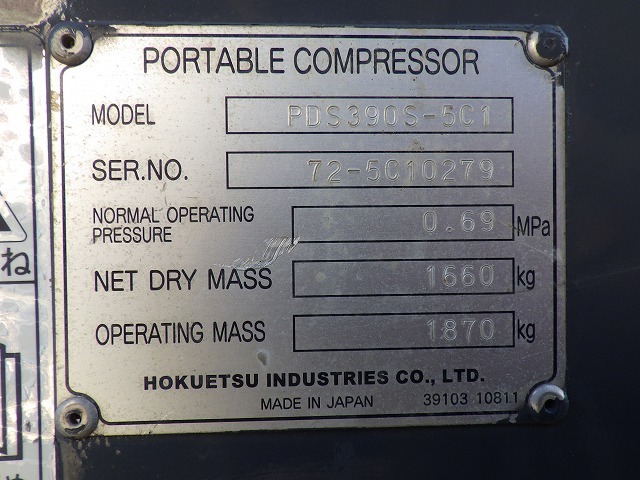 PORTABLE COMPRESSOR
MODEL PDS390S-5C1
SER.NO. 72-5C10279
NORMAL OPERATING PRESSURE 0.69 MPa
NET DRY MASS 1660 kg
OPERATING MASS 1870 kg
HOKUETSU INDUSTRIES CO., LTD.
MADE IN JAPAN 39103 10811
ね